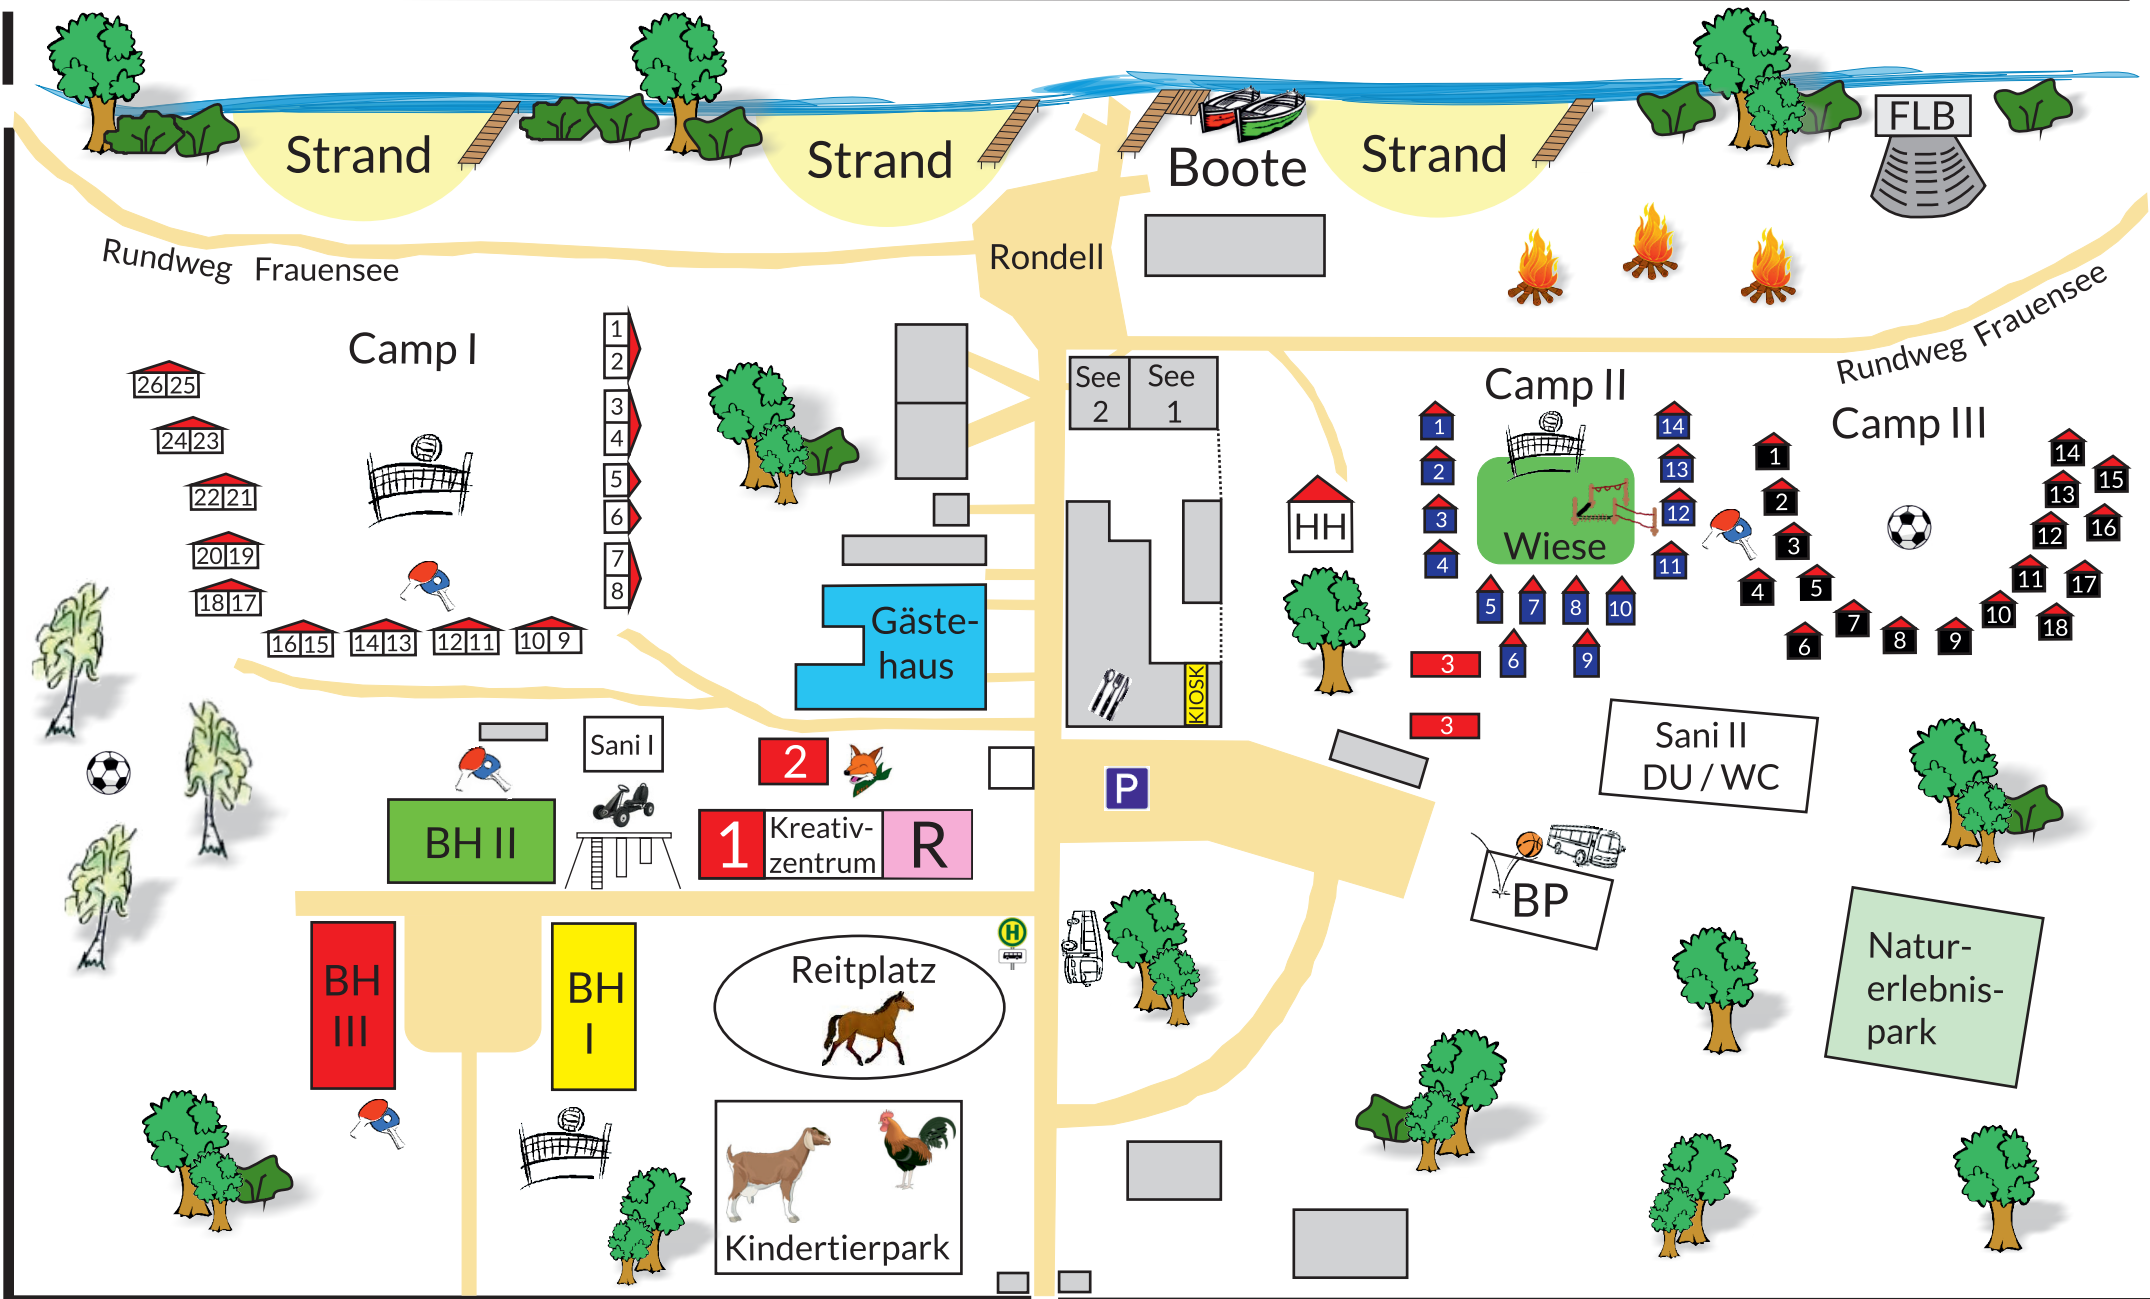 FLB
Strand
Strand
Boote
Strand
Rundweg Frauensee
Rondell
Rundweg Frauensee
Camp I
1
2
3
4
5
6
7
8
26 25
24 23
22 21
20 19
18 17
16 15
14 13
12 11
10 9
See
2
See
1
Camp II
1
2
3
4
5
6
7
8
9
10
11
12
13
14
Wiese
Camp III
1
2
3
4
5
6
7
8
9
10
11
12
13
14
15
16
17
18
HH
Gäste-
haus
KIOSK
3
3
Sani I
2
Sani II
DU / WC
P
BH II
1
Kreativ-
zentrum
R
BP
BH
III
BH
I
Reitplatz
H
Natur-
erlebnis-
park
Kindertierpark